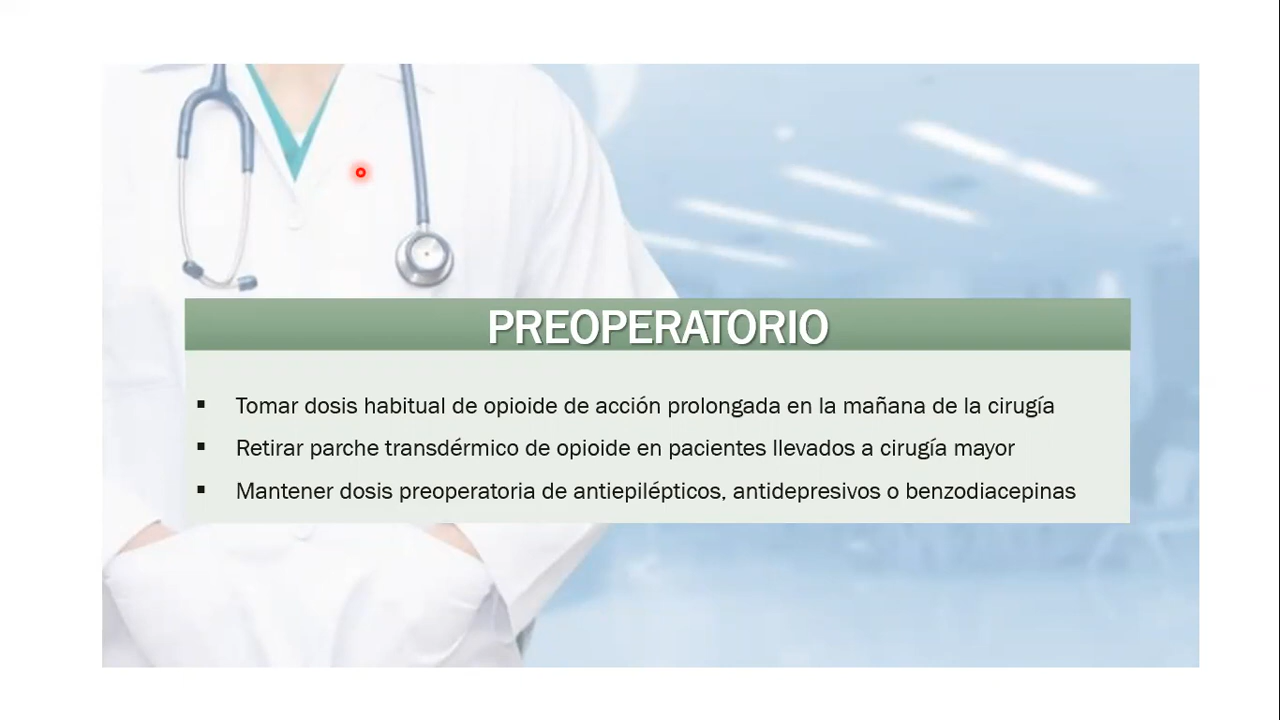 PREOPERATORIO
▪ Tomar dosis habitual de opioide de acción prolongada en la mañana de la cirugía
▪ Retirar parche transdérmico de opioide en pacientes llevados a cirugía mayor
▪ Mantener dosis preoperatoria de antiepilépticos, antidepresivos o benzodiacepinas